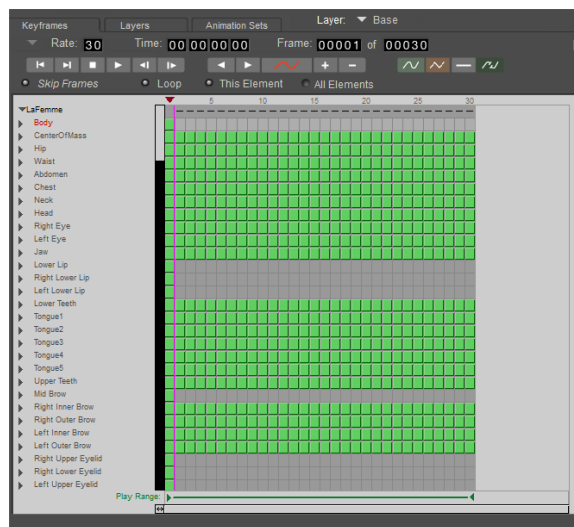 Keyframes Layers Animation Sets Layer: Base
Rate: 30 Time: 00 00 00 00 Frame: 00001 of 00030
Skip Frames Loop This Element All Elements
5 10 15 20 25 30
LaFemme
Body
CenterOfMass
Hip
Waist
Abdomen
Chest
Neck
Head
Right Eye
Left Eye
Jaw
Lower Lip
Right Lower Lip
Left Lower Lip
Lower Teeth
Tongue1
Tongue2
Tongue3
Tongue4
Tongue5
Upper Teeth
Mid Brow
Right Inner Brow
Right Outer Brow
Left Inner Brow
Left Outer Brow
Right Upper Eyelid
Right Lower Eyelid
Left Upper Eyelid
Play Range: